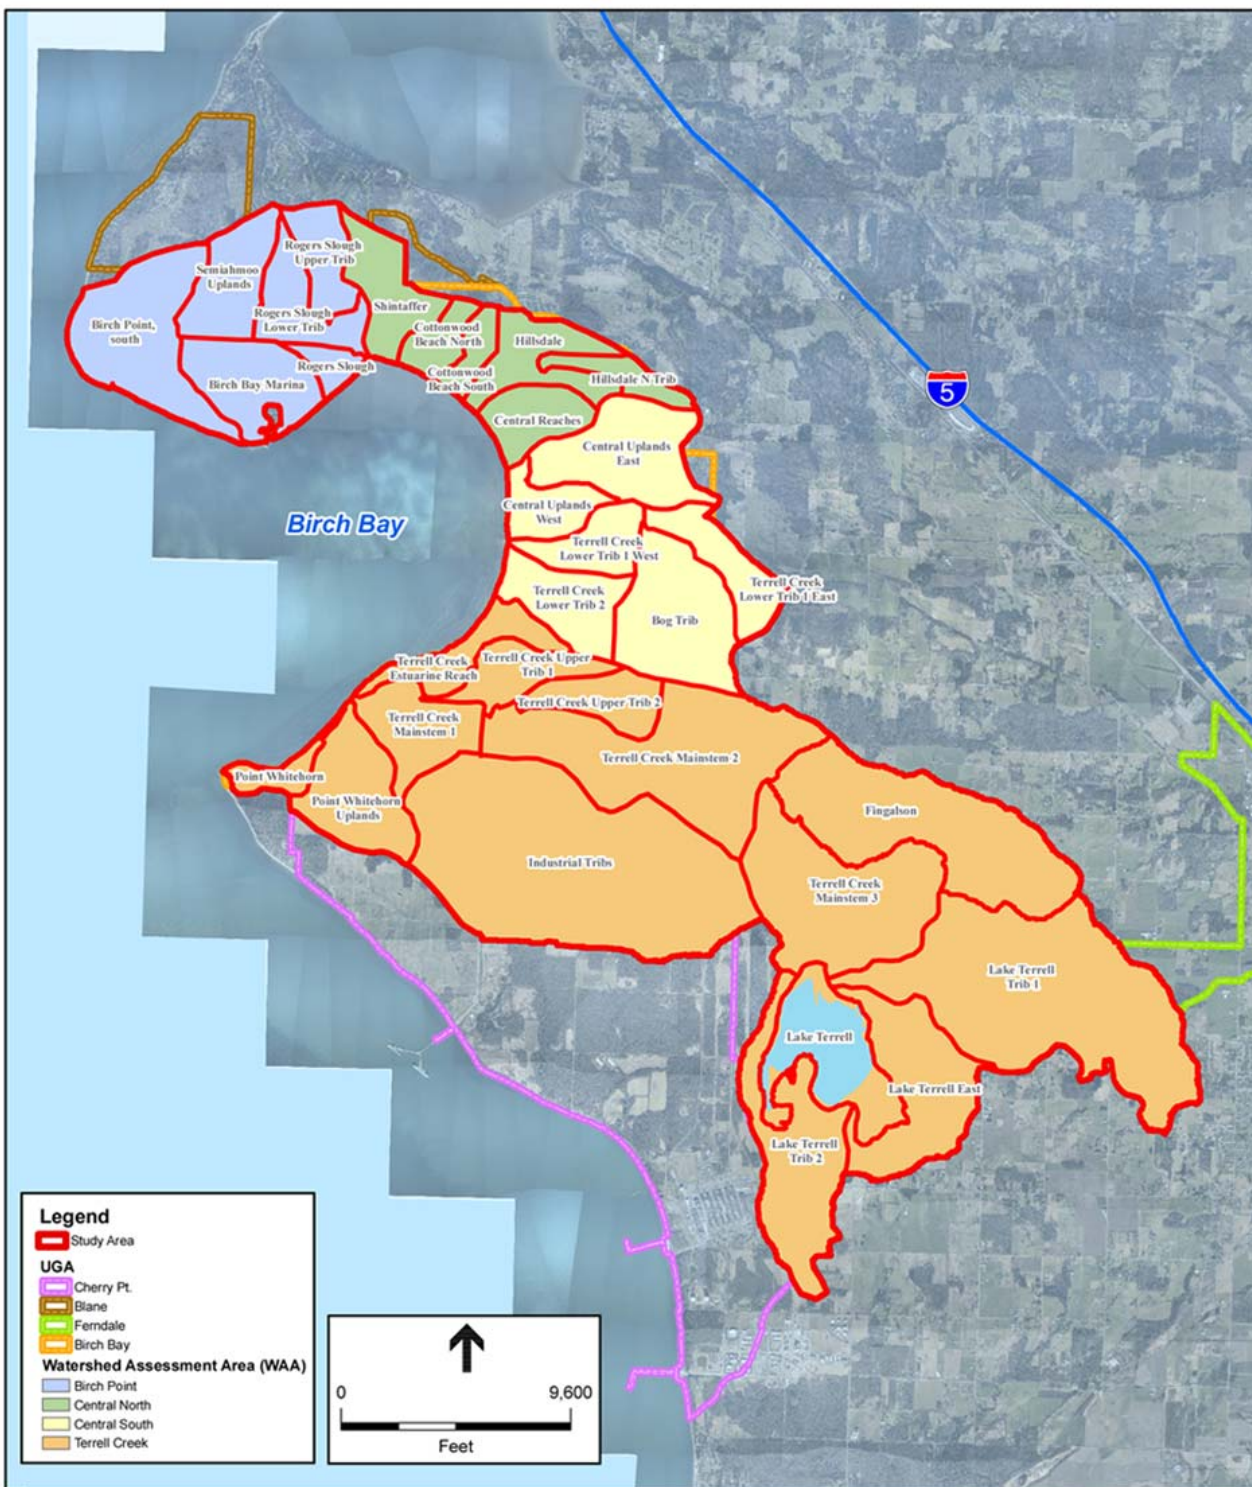 Rogers Slough
Upper Trib
Semiahmoo
Uplands
Shintaffer
Birch Point,
south
Rogers Slough
Lower Trib
Cottonwood
Beach North
Hillsdale
Rogers Slough
Birch Bay Marina
Cottonwood
Beach South
Hillsdale N Trib
5
Central Reaches
Central Uplands
East
Central Uplands
West
Birch Bay
Terrell Creek
Lower Trib 1 West
Terrell Creek
Lower Trib 1 East
Terrell Creek
Lower Trib 2
Bog Trib
Terrell Creek
Estuarine Reach
Terrell Creek Upper
Trib 1
Terrell Creek Upper Trib 2
Terrell Creek
Mainstem 1
Terrell Creek Mainstem 2
Point Whitehorn
Point Whitehorn
Uplands
Fingalson
Industrial Tribs
Terrell Creek
Mainstem 3
Lake Terrell
Trib 1
Lake Terrell
Lake Terrell East
Lake Terrell
Trib 2
Legend
Study Area
UGA
Cherry Pt.
Blane
Ferndale
Birch Bay
Watershed Assessment Area (WAA)
Birch Point
Central North
Central South
Terrell Creek
0 9,600
Feet